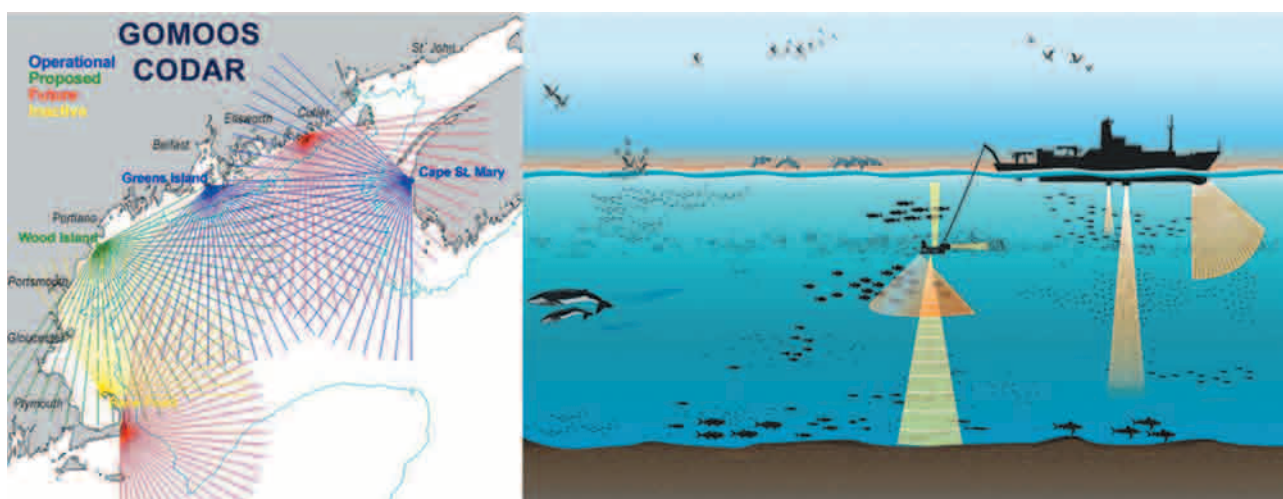 GOMOOS
CODAR
Operational
Proposed
Future
Inactive
St. John
Cutler
Ellsworth
Belfast
Greens Island
Cape St. Mary
Portland
Wood Island
Portsmouth
Gloucester
Plymouth